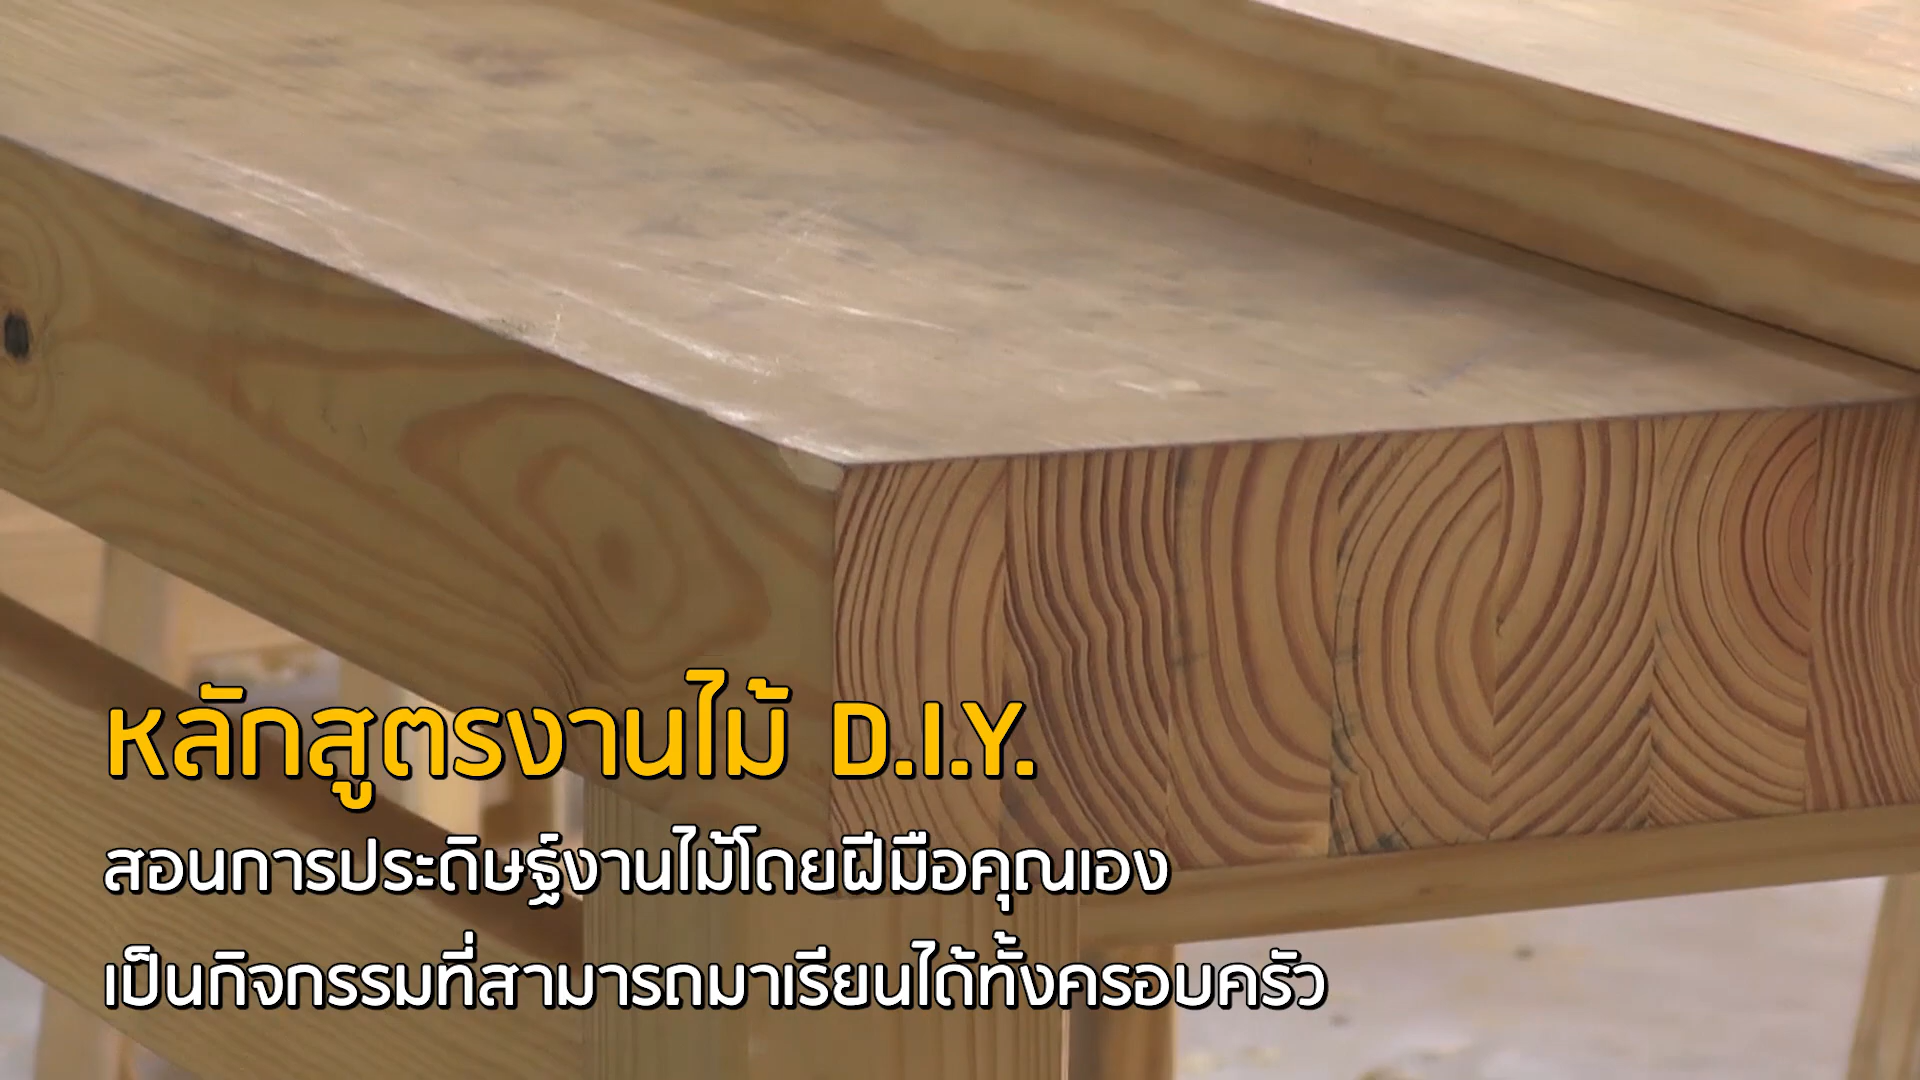 หลักสูตรงานไม้ D.I.Y.
สอนการประดิษฐ์งานไม้โดยฝีมือคุณเอง
เป็นกิจกรรมที่สามารถมาเรียนได้ทั้งครอบครัว